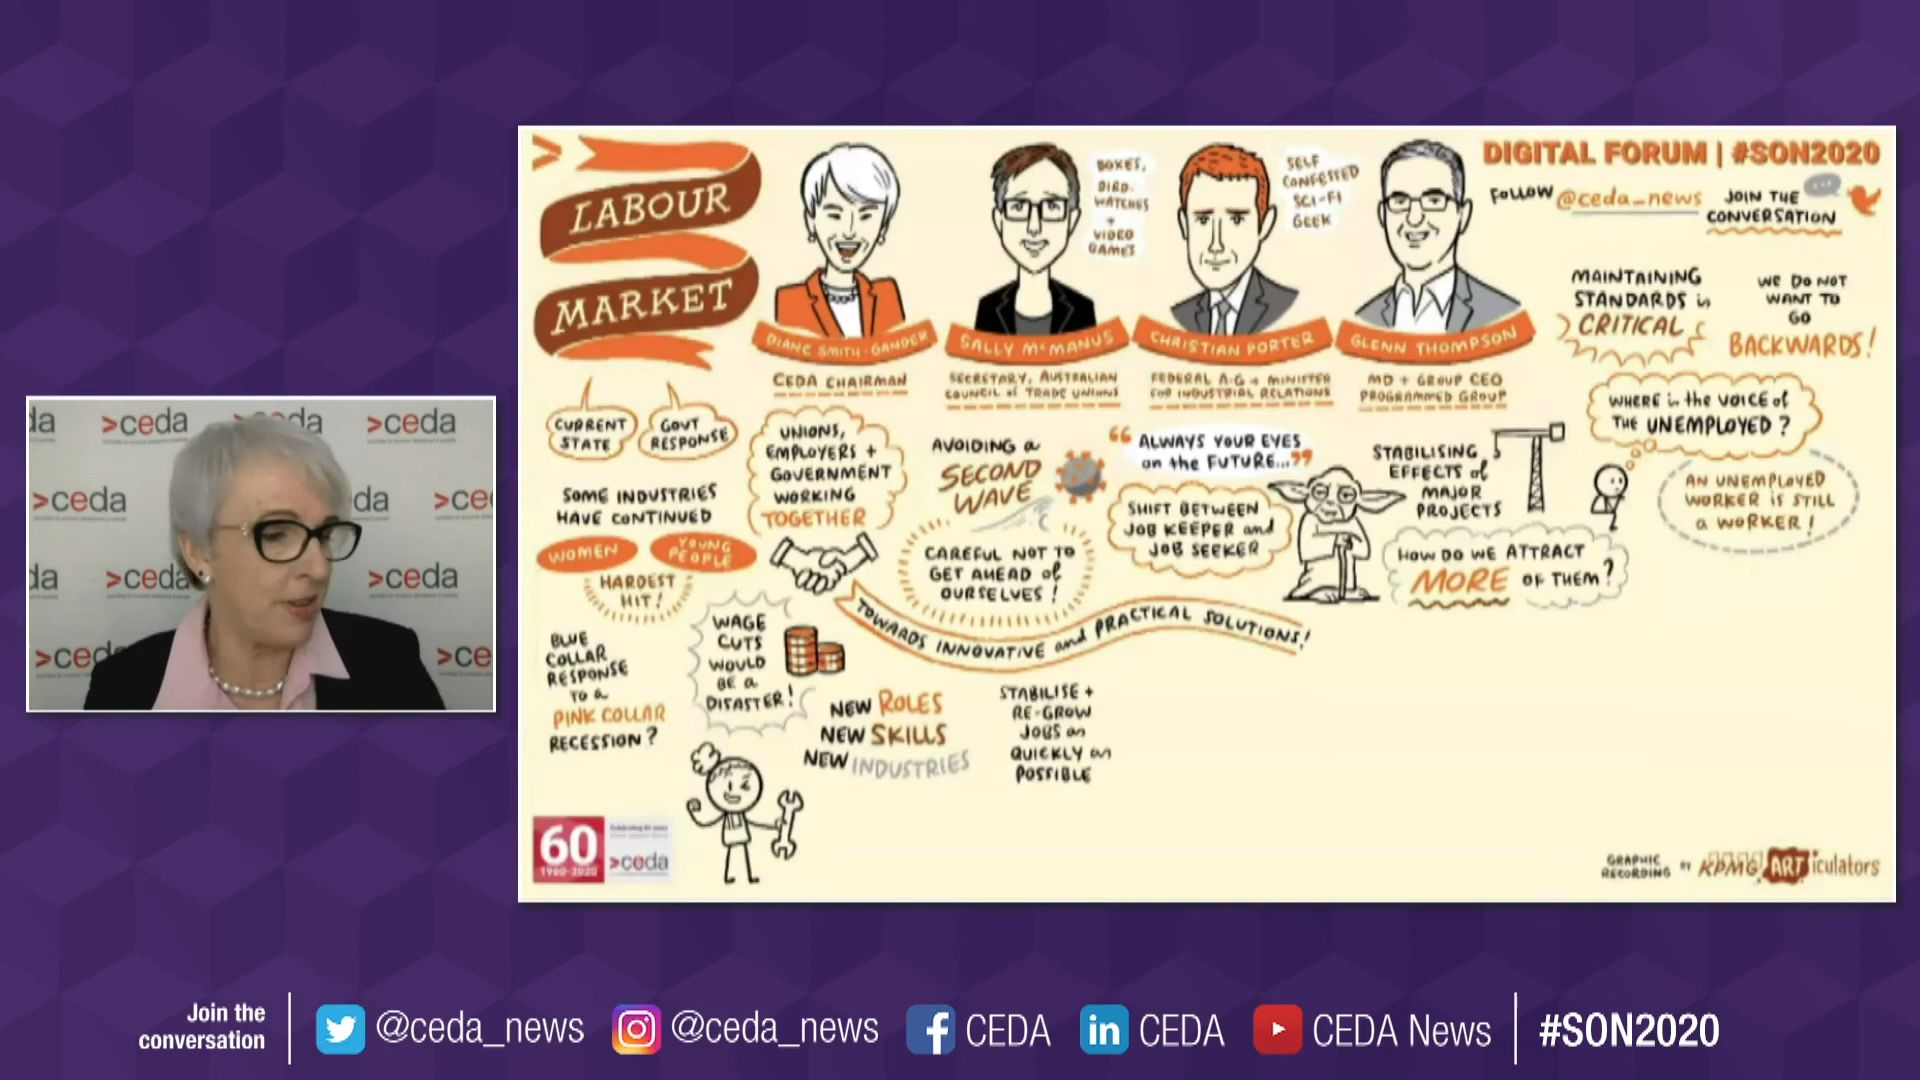 >ceda
>ceda
>ceda
>ceda
>ceda
>ceda
LABOUR
MARKET
DIANE SMITH-GANDER
CEDA CHAIRMAN
SALLY McMANUS
SECRETARY, AUSTRALIAN
COUNCIL of TRADE UNIONS
BOXES,
BIRD-
WATCHES
+
VIDEO
GAMES
CHRISTIAN PORTER
FEDERAL A-G + MINISTER
FOR INDUSTRIAL RELATIONS
SELF
CONFESSED
SCI-FI
GEEK
GLENN THOMPSON
MD + GROUP CEO
PROGRAMMED GROUP
DIGITAL FORUM | #SON2020
FOLLOW @ceda_news
JOIN THE
CONVERSATION
MAINTAINING
STANDARDS is
CRITICAL
WE DO NOT
WANT TO
GO
BACKWARDS!
WHERE is the VOICE of
THE UNEMPLOYED?
AN UNEMPLOYED
WORKER IS STILL
a WORKER!
CURRENT
STATE
GOVT
RESPONSE
SOME INDUSTRIES
HAVE CONTINUED
WOMEN
YOUNG
PEOPLE
HARDEST
HIT!
BLUE
COLLAR
RESPONSE
TO a
PINK COLLAR
RECESSION?
UNIONS,
EMPLOYERS +
GOVERNMENT
WORKING
TOGETHER
WAGE
CUTS
WOULD
BE a
DISASTER!
AVOIDING a
SECOND
WAVE
CAREFUL NOT TO
GET AHEAD of
OURSELVES!
TOWARDS INNOVATIVE and PRACTICAL SOLUTIONS!
NEW ROLES
NEW SKILLS
NEW INDUSTRIES
STABILISE +
RE-GROW
JOBS as
QUICKLY as
POSSIBLE
"ALWAYS YOUR EYES
on the FUTURE..."
SHIFT BETWEEN
JOB KEEPER and
JOB SEEKER
STABILISING
EFFECTS of
MAJOR
PROJECTS
HOW DO WE ATTRACT
MORE OF THEM?
60
1960-2020
>ceda
GRAPHIC
RECORDING BY KPMG ARTiculators
Join the
conversation
@ceda_news
@ceda_news
CEDA
CEDA
CEDA News
#SON2020